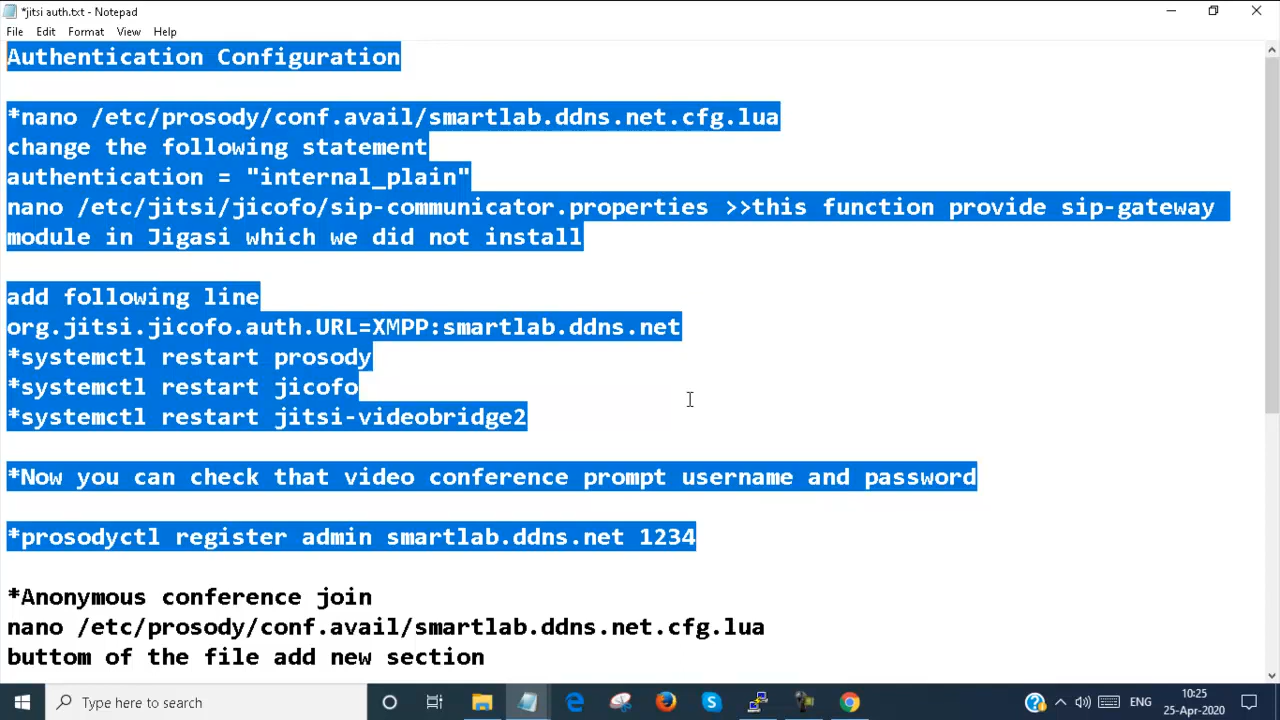 *jitsi auth.txt - Notepad
File Edit Format View Help
Authentication Configuration
*nano /etc/prosody/conf.avail/smartlab.ddns.net.cfg.lua
change the following statement
authentication = "internal_plain"
nano /etc/jitsi/jicofo/sip-communicator.properties >>this function provide sip-gateway
module in Jigasi which we did not install
add following line
org.jitsi.jicofo.auth.URL=XMPP:smartlab.ddns.net
*systemctl restart prosody
*systemctl restart jicofo
*systemctl restart jitsi-videobridge2
*Now you can check that video conference prompt username and password
*prosodyctl register admin smartlab.ddns.net 1234
*Anonymous conference join
nano /etc/prosody/conf.avail/smartlab.ddns.net.cfg.lua
buttom of the file add new section
Type here to search
ENG
10:25
25-Apr-2020